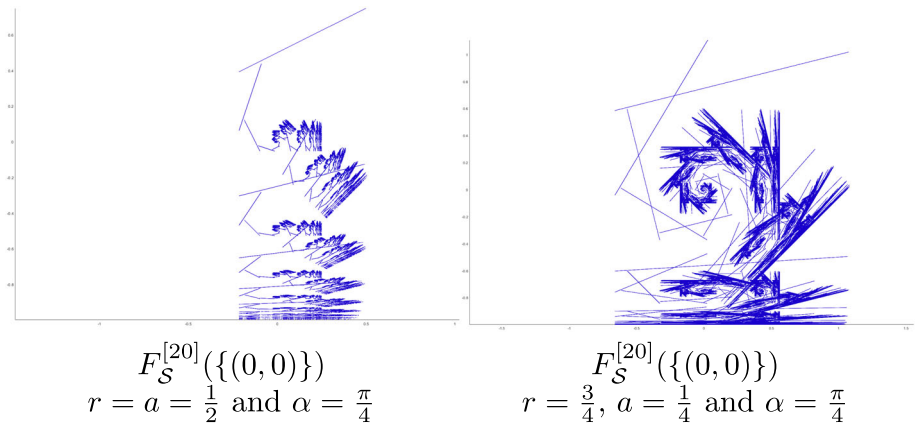 F_S^{[20]}({(0, 0)})
r = a = 1/2 and α = π/4
F_S^{[20]}({(0, 0)})
r = 3/4, a = 1/4 and α = π/4